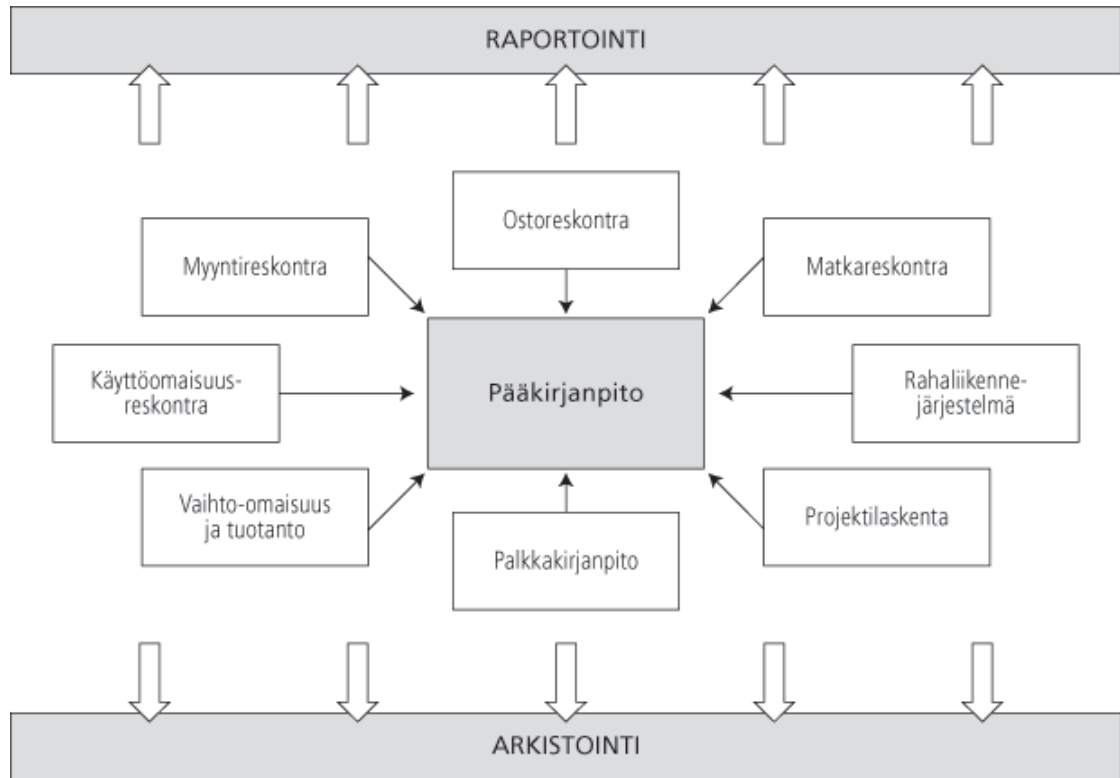 RAPORTOINTI
Ostoreskontra
Myyntireskontra
Matkareskontra
Käyttöomaisuus-
reskontra
Pääkirjanpito
Rahaliikenne-
järjestelmä
Vaihto-omaisuus
ja tuotanto
Projektilaskenta
Palkkakirjanpito
ARKISTOINTI